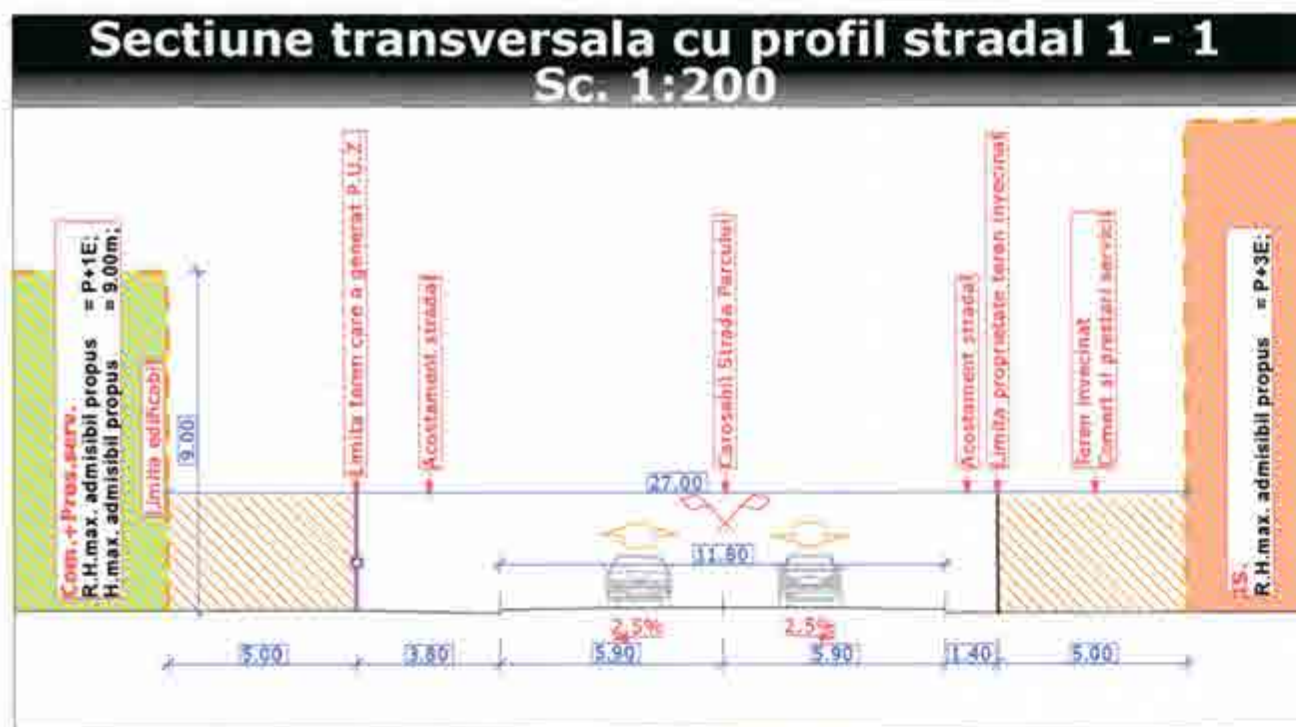 Sectiune transversala cu profil stradal 1 - 1
Sc. 1:200
Com.+Pres.serv.
R.H.max. admisibil propus = P+1E;
H.max. admisibil propus = 9.00m;
Limita edificabil
9.00
Limita teren care a generat P.U.Z.
Acostament stradal
Carosabil Strada Parcului
Acostament stradal
Limita proprietate teren invecinat
Teren invecinat
Comert si prestari servicii
IS.
R.H.max. admisibil propus = P+3E;
27.00
11.80
2.5% 2.5%
5.00 3.80 5.90 5.90 1.40 5.00